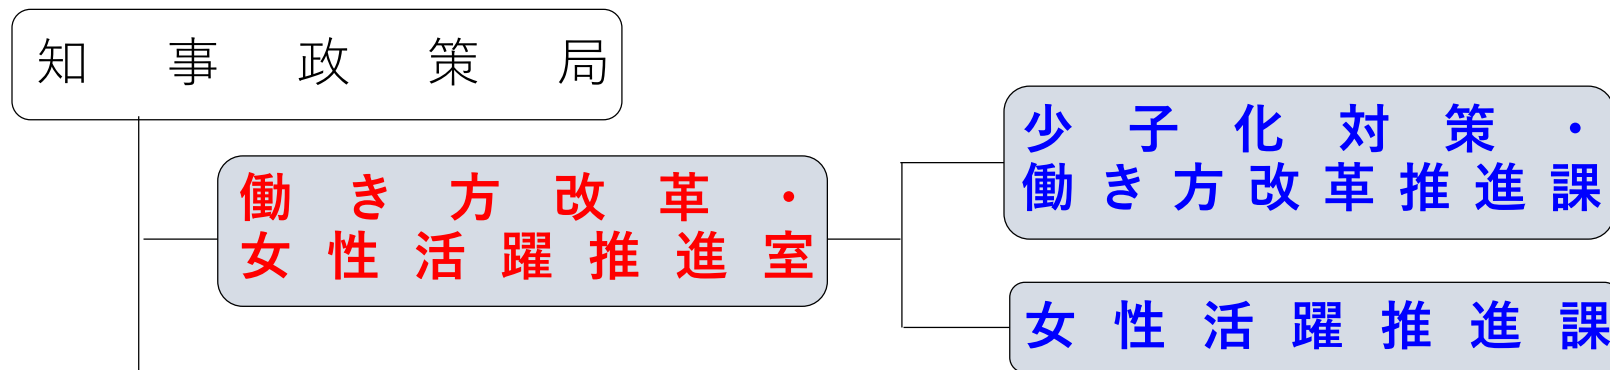 知事政策局
働き方改革・
女性活躍推進室
少子化対策・
働き方改革推進課
女性活躍推進課